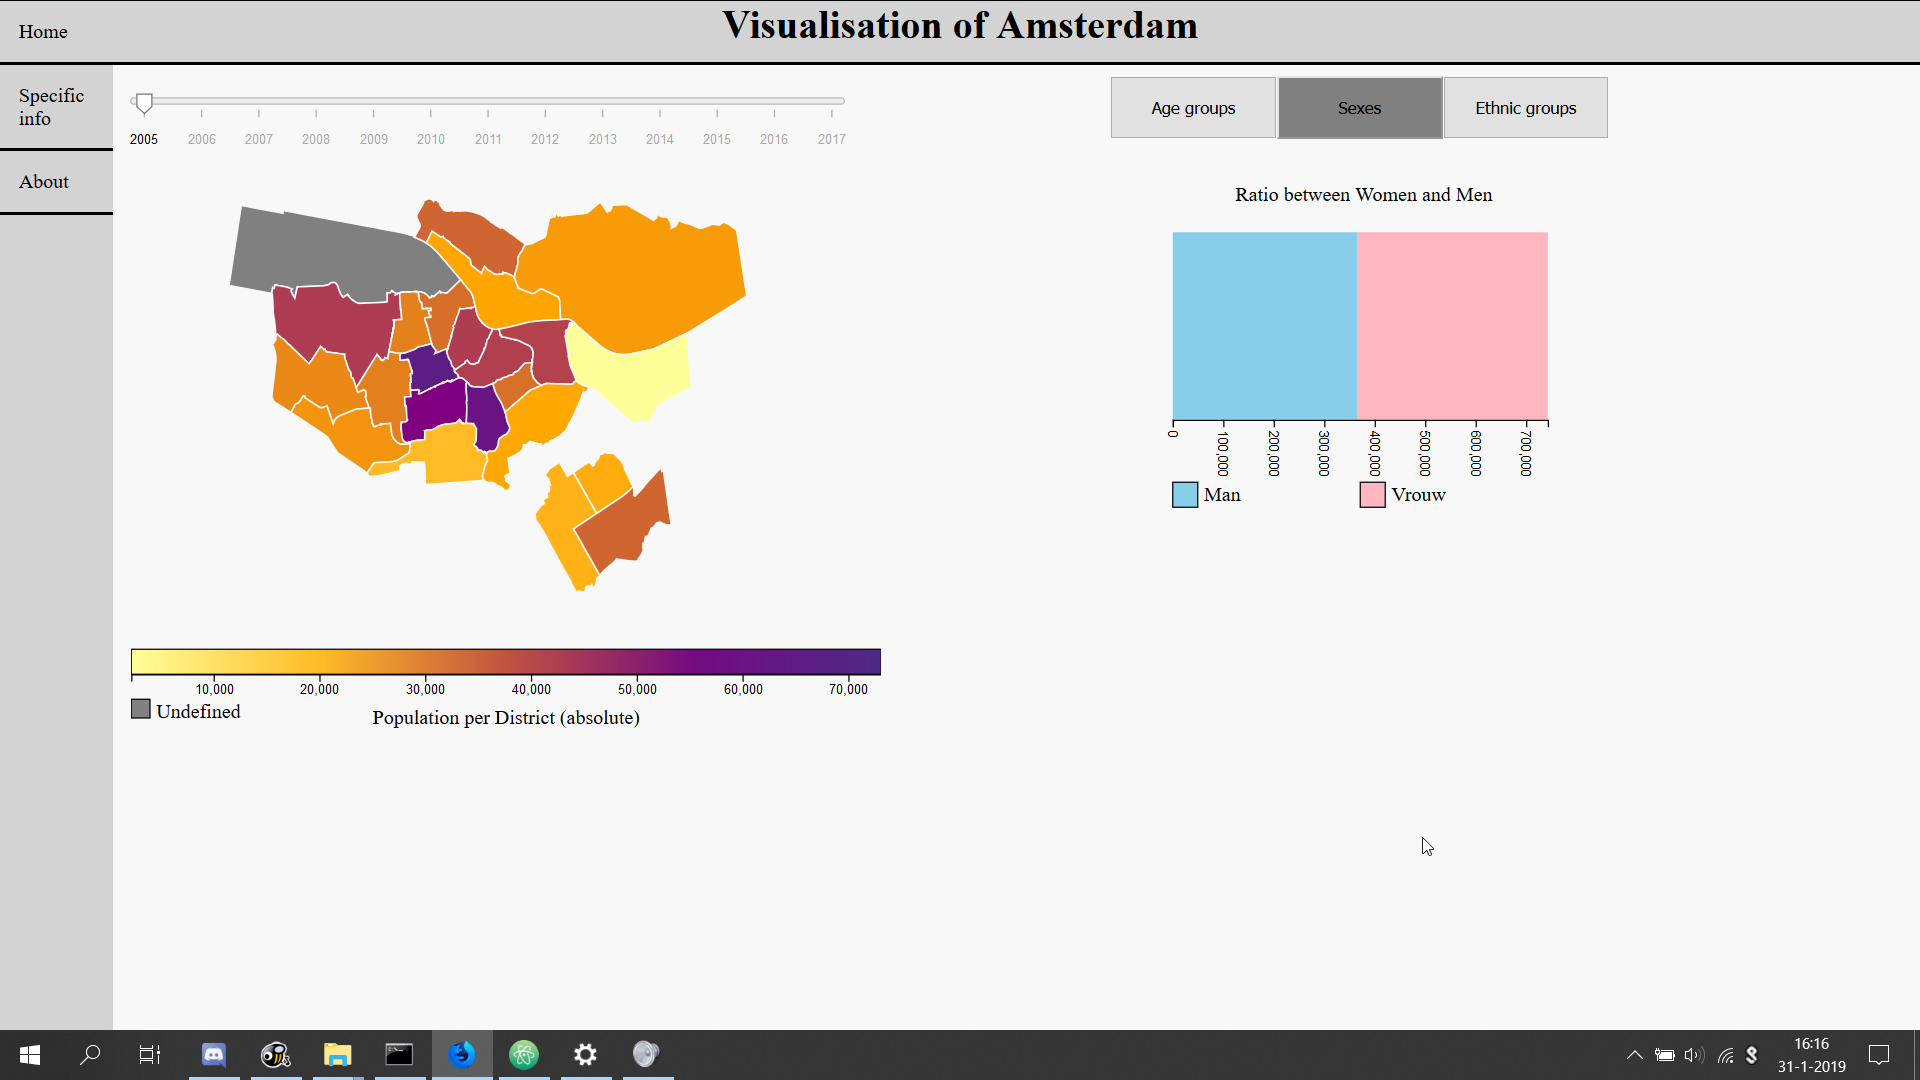 Visualisation of Amsterdam
Home
Specific
info
About
2005 2006 2007 2008 2009 2010 2011 2012 2013 2014 2015 2016 2017
Age groups Sexes Ethnic groups
Ratio between Women and Men
0 100,000 200,000 300,000 400,000 500,000 600,000 700,000
Man Vrouw
10,000 20,000 30,000 40,000 50,000 60,000 70,000
Undefined
Population per District (absolute)
16:16
31-1-2019